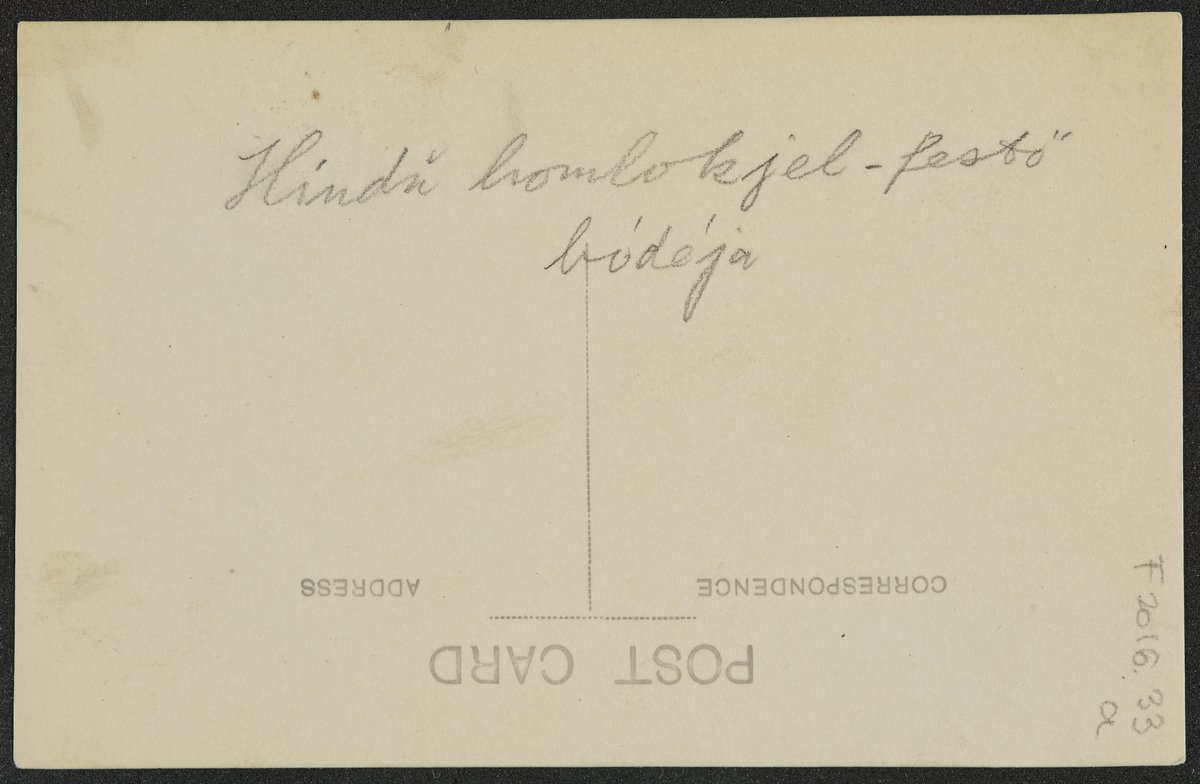 Hindu homlokjel-festő
bódéja
ADDRESS
CORRESPONDENCE
POST CARD
F 2016.33
a